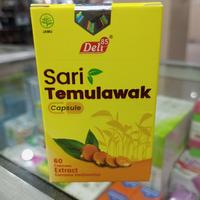 JAMU
Deli 85
Sari
Temulawak
Capsule
60
Capsules
Extract